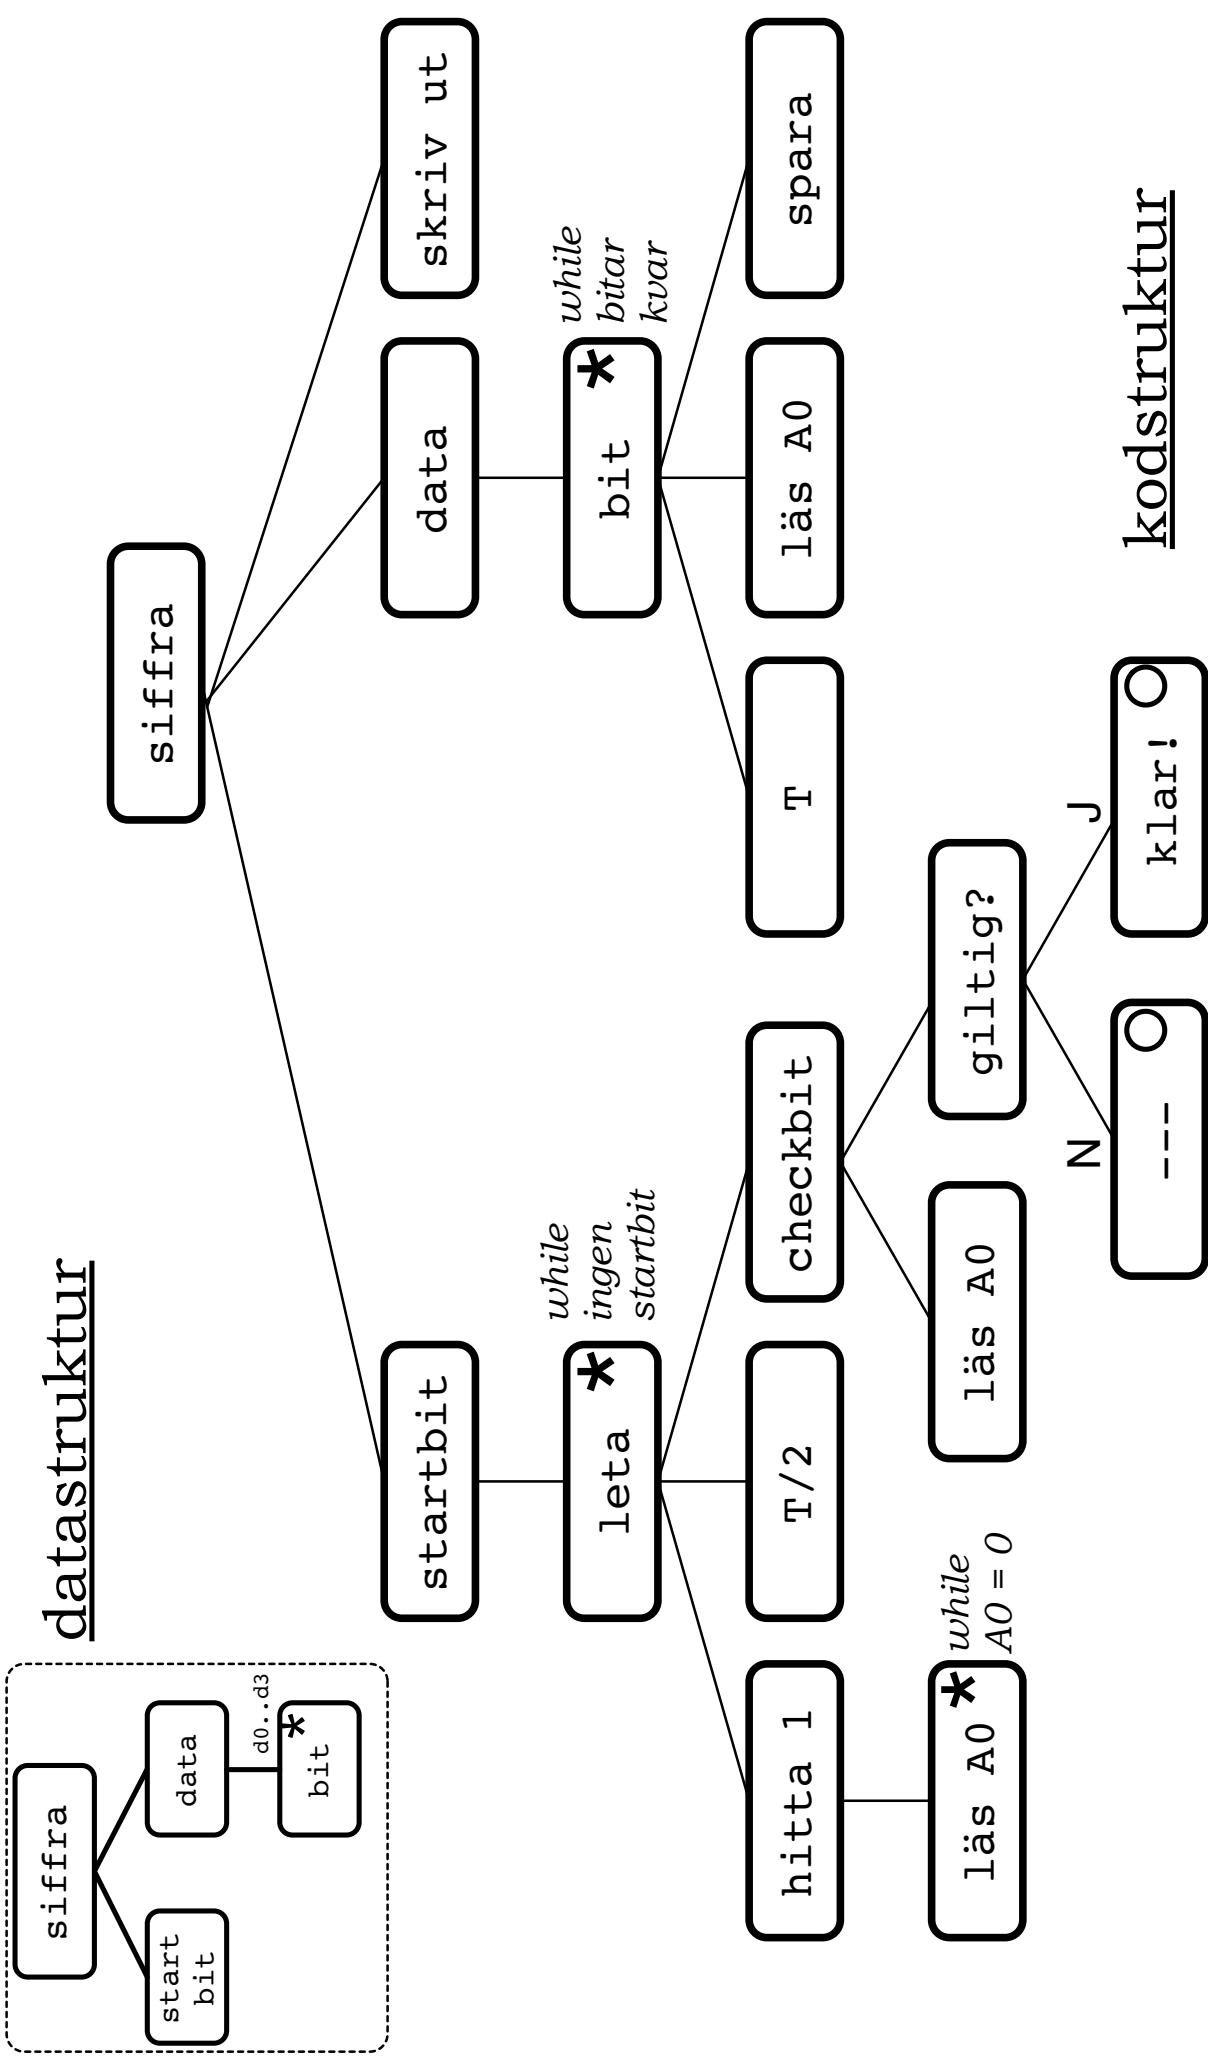 datastruktur
siffra
start
bit
data
d0..d3
bit
*
siffra
startbit
data
skriv ut
leta
*
while
ingen
startbit
bit
*
while
bitar
kvar
hitta 1
T/2
checkbit
T
läs A0
spara
läs A0
*
while
A0 = 0
läs A0
giltig?
N
J
---
klar!
kodstruktur